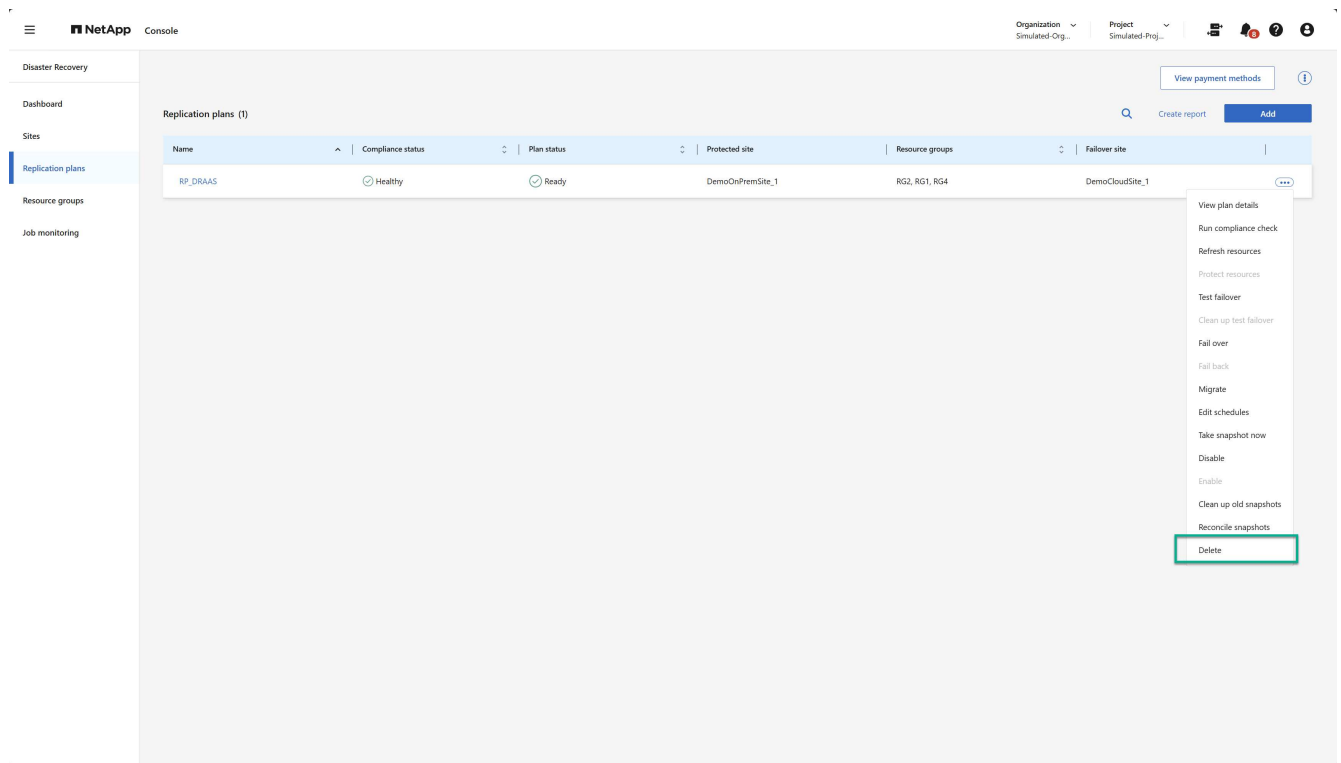 NetApp Console
Organization
Simulated-Org...
Project
Simulated-Proj...
8
Disaster Recovery
Dashboard
Sites
Replication plans
Resource groups
Job monitoring
View payment methods
Replication plans (1)
Create report
Add
Name
Compliance status
Plan status
Protected site
Resource groups
Failover site
RP_DRAAS
Healthy
Ready
DemoOnPremSite_1
RG2, RG1, RG4
DemoCloudSite_1
View plan details
Run compliance check
Refresh resources
Protect resources
Test failover
Clean up test failover
Fail over
Fail back
Migrate
Edit schedules
Take snapshot now
Disable
Enable
Clean up old snapshots
Reconcile snapshots
Delete